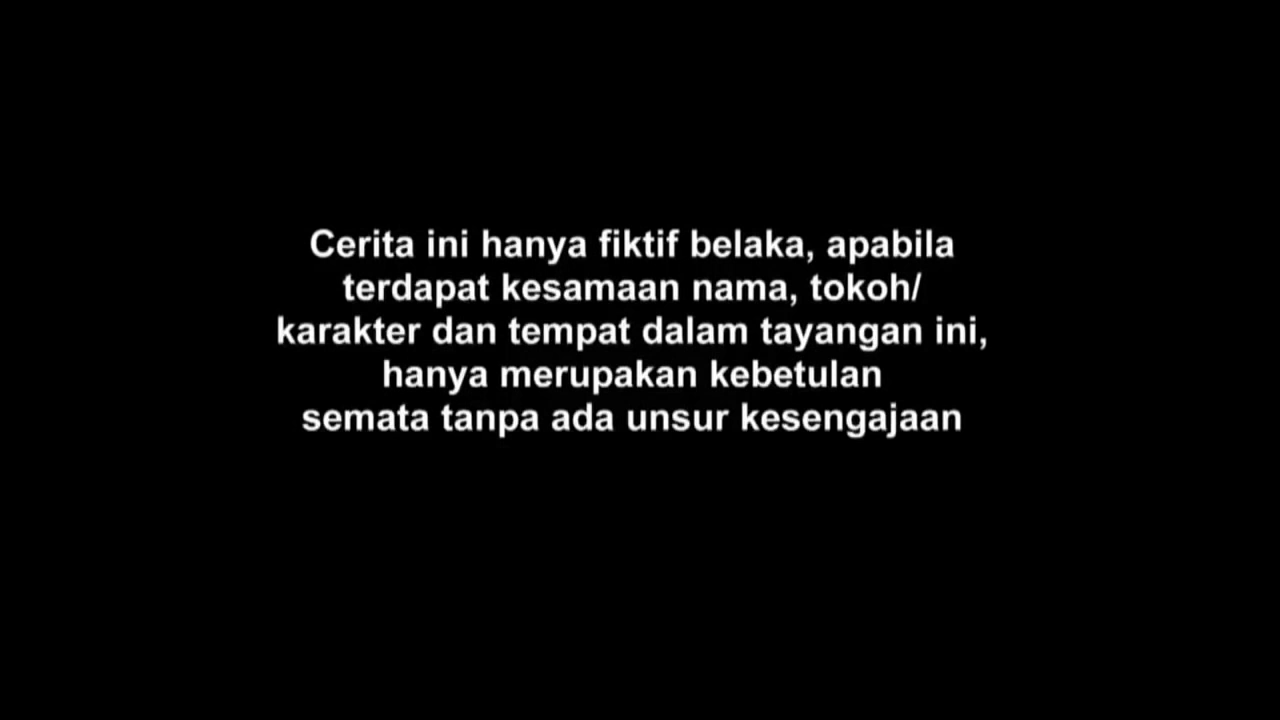 Cerita ini hanya fiktif belaka, apabila
terdapat kesamaan nama, tokoh/
karakter dan tempat dalam tayangan ini,
hanya merupakan kebetulan
semata tanpa ada unsur kesengajaan